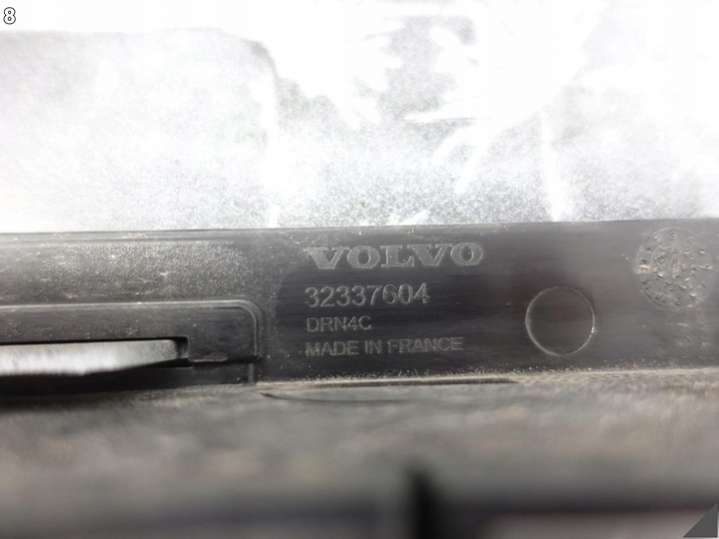 8
VOLVO
32337604
DRN4C
MADE IN FRANCE